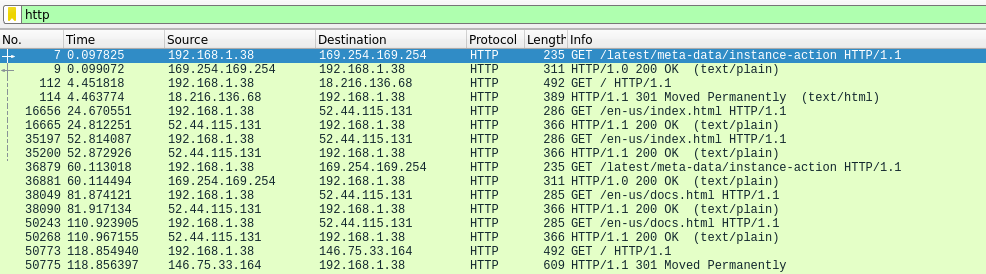 http
No. Time Source Destination Protocol Length Info
7 0.097825 192.168.1.38 169.254.169.254 HTTP 235 GET /latest/meta-data/instance-action HTTP/1.1
9 0.099072 169.254.169.254 192.168.1.38 HTTP 311 HTTP/1.0 200 OK (text/plain)
112 4.451818 192.168.1.38 18.216.136.68 HTTP 492 GET / HTTP/1.1
114 4.463774 18.216.136.68 192.168.1.38 HTTP 389 HTTP/1.1 301 Moved Permanently (text/html)
16656 24.670551 192.168.1.38 52.44.115.131 HTTP 286 GET /en-us/index.html HTTP/1.1
16665 24.812251 52.44.115.131 192.168.1.38 HTTP 366 HTTP/1.1 200 OK (text/plain)
35197 52.814087 192.168.1.38 52.44.115.131 HTTP 286 GET /en-us/index.html HTTP/1.1
35200 52.872926 52.44.115.131 192.168.1.38 HTTP 366 HTTP/1.1 200 OK (text/plain)
36879 60.113018 192.168.1.38 169.254.169.254 HTTP 235 GET /latest/meta-data/instance-action HTTP/1.1
36881 60.114494 169.254.169.254 192.168.1.38 HTTP 311 HTTP/1.0 200 OK (text/plain)
38049 81.874121 192.168.1.38 52.44.115.131 HTTP 285 GET /en-us/docs.html HTTP/1.1
38090 81.917134 52.44.115.131 192.168.1.38 HTTP 366 HTTP/1.1 200 OK (text/plain)
50243 110.923905 192.168.1.38 52.44.115.131 HTTP 285 GET /en-us/docs.html HTTP/1.1
50268 110.967155 52.44.115.131 192.168.1.38 HTTP 366 HTTP/1.1 200 OK (text/plain)
50773 118.854940 192.168.1.38 146.75.33.164 HTTP 492 GET / HTTP/1.1
50775 118.856397 146.75.33.164 192.168.1.38 HTTP 609 HTTP/1.1 301 Moved Permanently